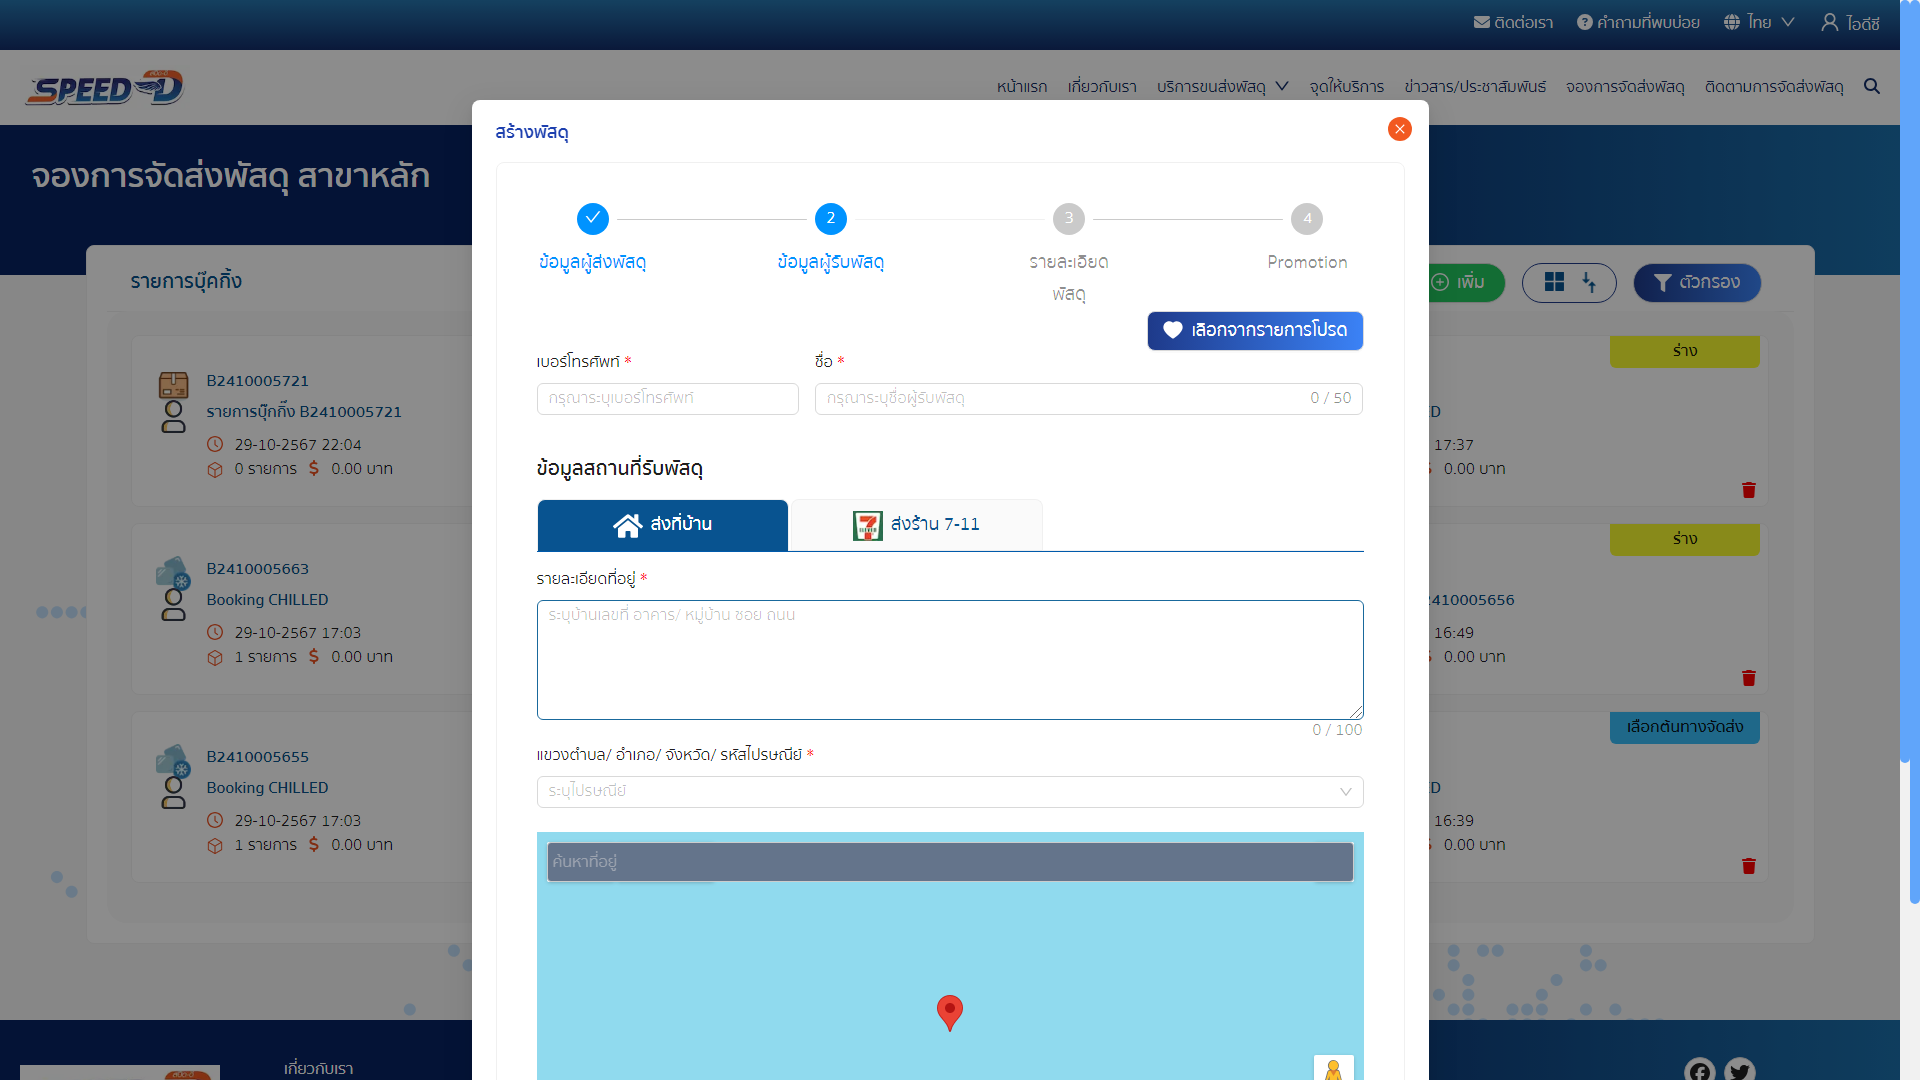 ติดต่อเรา
คำถามที่พบบ่อย
ไทย
ไอดีซี
SPEED-D
หน้าแรก
เกี่ยวกับเรา
บริการขนส่งพัสดุ
จุดให้บริการ
ข่าวสาร/ประชาสัมพันธ์
จองการจัดส่งพัสดุ
ติดตามการจัดส่งพัสดุ
จองการจัดส่งพัสดุ สาขาหลัก
รายการบุ๊คกิ้ง
เพิ่ม
ตัวกรอง
B2410005721
รายการบุ๊กกิ๊ง B2410005721
29-10-2567 22:04
0 รายการ $ 0.00 บาท
B2410005663
Booking CHILLED
29-10-2567 17:03
1 รายการ $ 0.00 บาท
B2410005655
Booking CHILLED
29-10-2567 17:03
1 รายการ $ 0.00 บาท
สร้างพัสดุ
2
3
4
ข้อมูลผู้ส่งพัสดุ
ข้อมูลผู้รับพัสดุ
รายละเอียด
พัสดุ
Promotion
เลือกจากรายการโปรด
เบอร์โทรศัพท์ *
ชื่อ *
กรุณาระบุเบอร์โทรศัพท์
กรุณาระบุชื่อผู้รับพัสดุ
0 / 50
ข้อมูลสถานที่รับพัสดุ
ส่งที่บ้าน
ส่งร้าน 7-11
รายละเอียดที่อยู่ *
ระบุบ้านเลขที่ อาคาร/ หมู่บ้าน ซอย ถนน
0 / 100
แขวงตำบล/ อำเภอ/ จังหวัด/ รหัสไปรษณีย์ *
ระบุไปรษณีย์
ค้นหาที่อยู่
ร่าง
D
17:37
0.00 บาท
ร่าง
2410005656
16:49
0.00 บาท
เลือกต้นทางจัดส่ง
D
16:39
0.00 บาท
เกี่ยวกับเรา